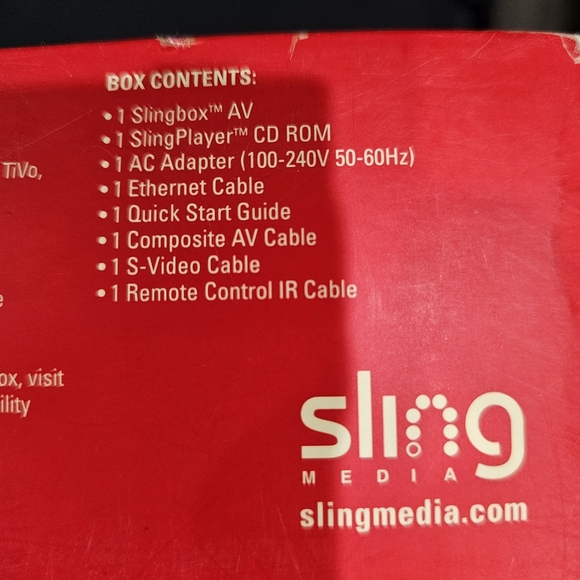 BOX CONTENTS:
• 1 Slingbox™ AV
• 1 SlingPlayer™ CD ROM
• 1 AC Adapter (100-240V 50-60Hz)
• 1 Ethernet Cable
• 1 Quick Start Guide
• 1 Composite AV Cable
• 1 S-Video Cable
• 1 Remote Control IR Cable
TiVo,
visit
sling
MEDIA
slingmedia.com